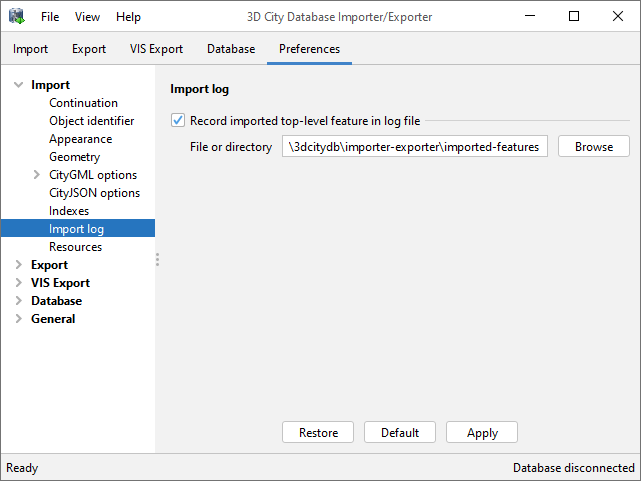 3D City Database Importer/Exporter
File View Help
Import Export VIS Export Database Preferences
Import
Continuation
Object identifier
Appearance
Geometry
CityGML options
CityJSON options
Indexes
Import log
Resources
Export
VIS Export
Database
General
Import log
Record imported top-level feature in log file
File or directory \3dcitydb\importer-exporter\imported-features Browse
Restore Default Apply
Ready Database disconnected